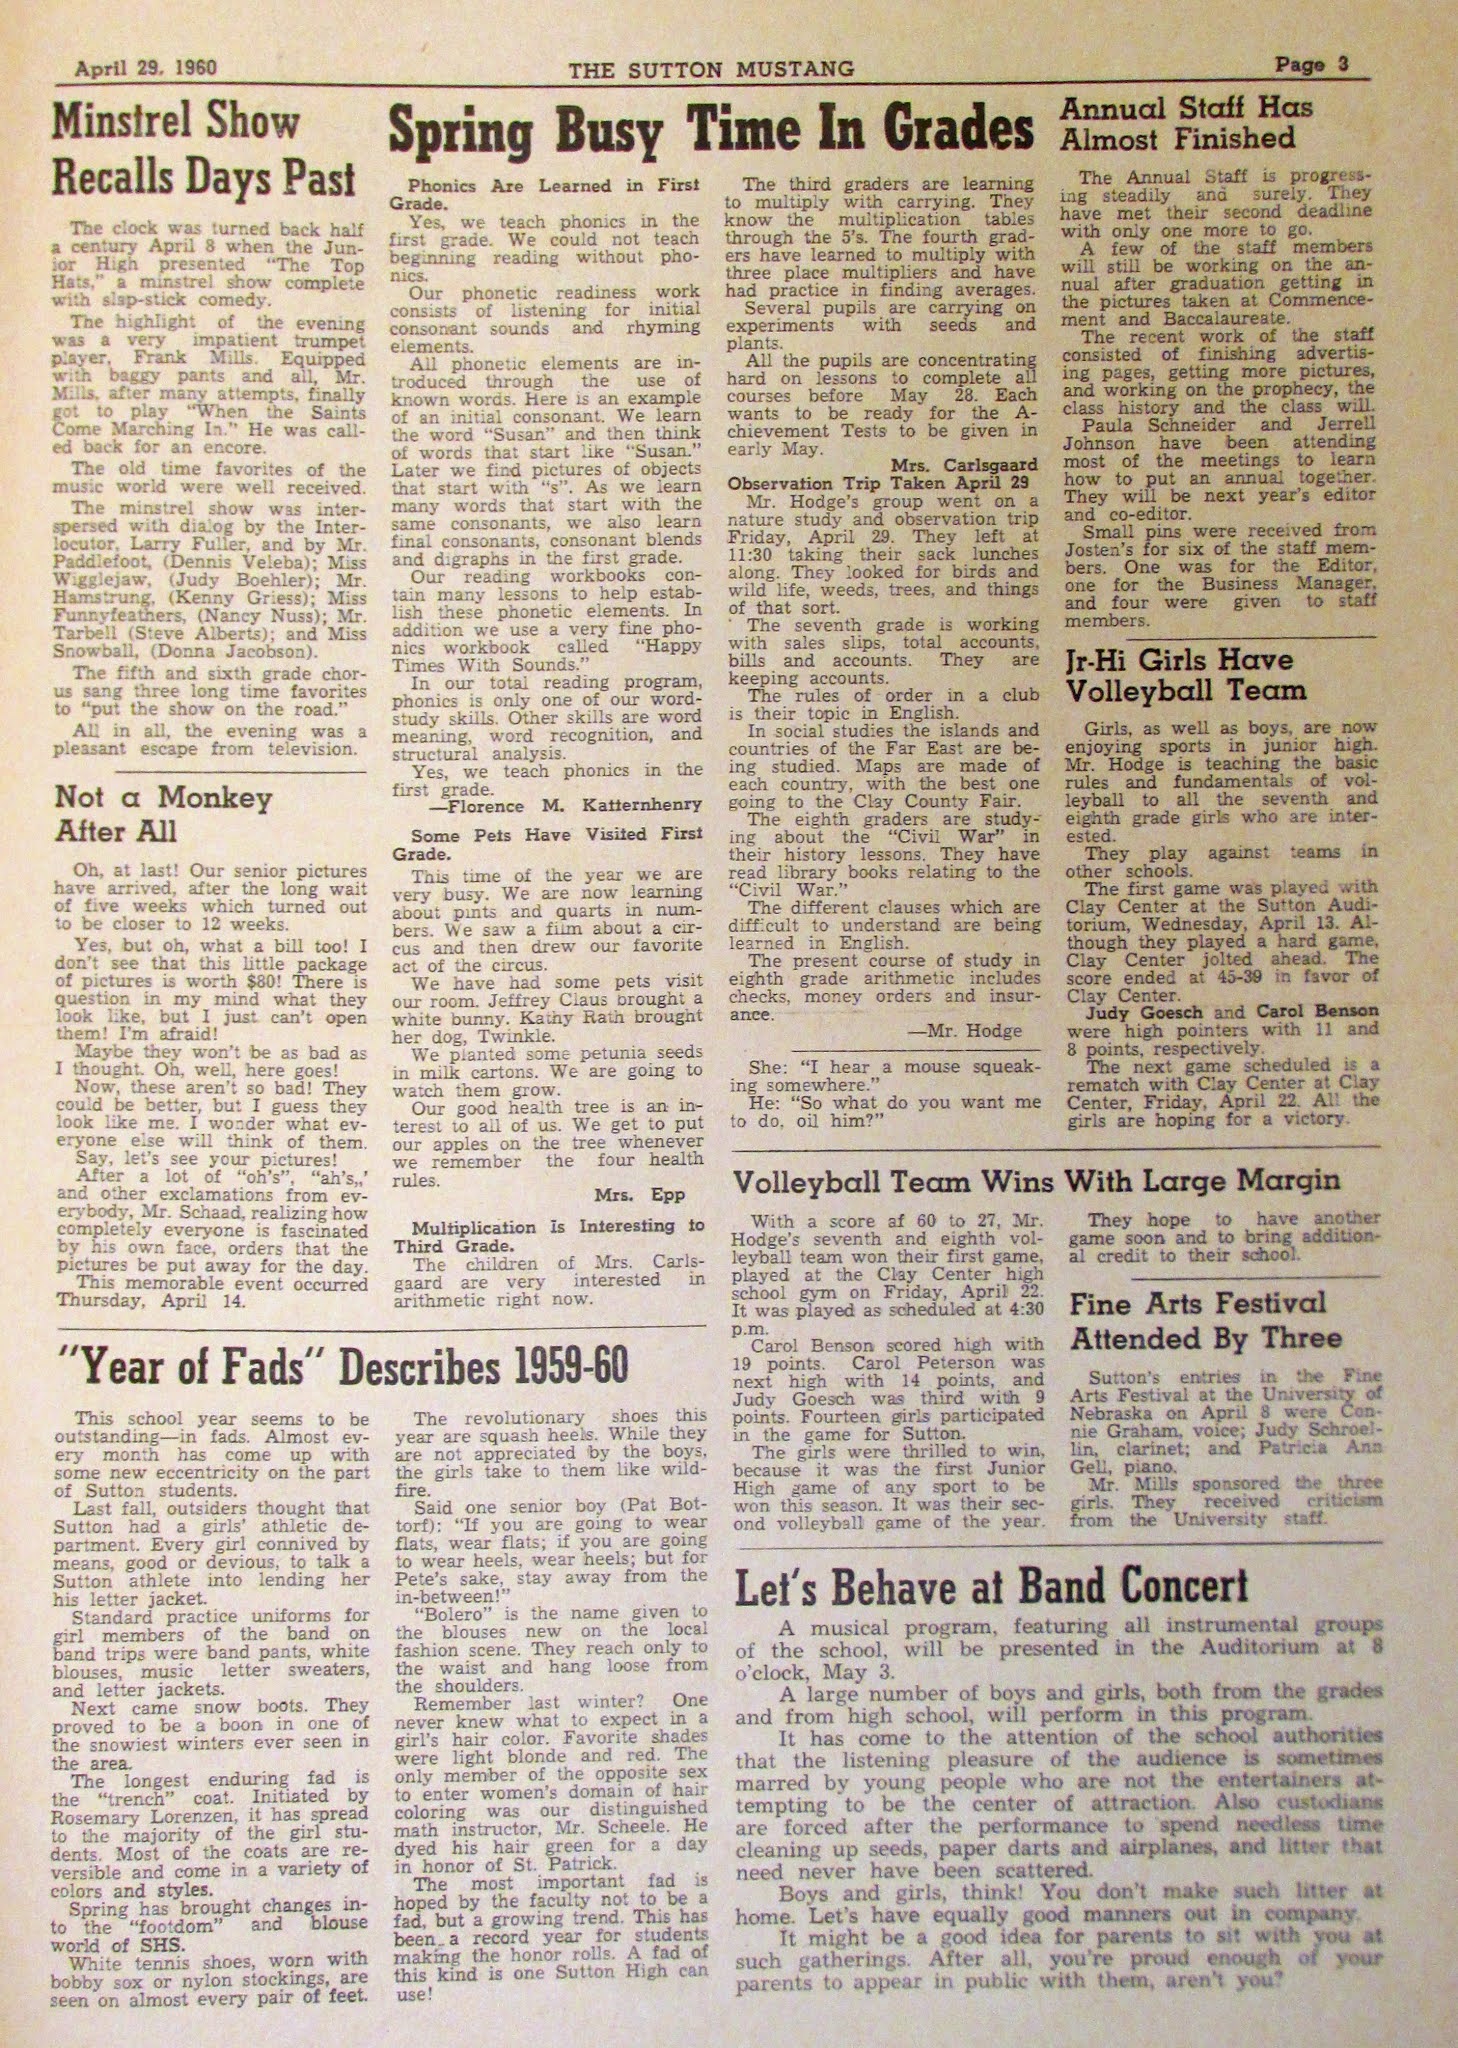 April 29, 1960
THE SUTTON MUSTANG
Page 3
Minstrel Show
Recalls Days Past
The clock was turned back half
a century April 8 when the Jun-
ior High presented "The Top
Hats," a minstrel show complete
with slap-stick comedy.
The highlight of the evening
was a very impatient trumpet
player, Frank Mills. Equipped
with baggy pants and all, Mr.
Mills, after many attempts, finally
got to play "When the Saints
Come Marching In." He was call-
ed back for an encore.
The old time favorites of the
music world were well received.
The minstrel show was inter-
spersed with dialog by the Inter-
locutor, Larry Fuller, and by Mr.
Paddlefoot, (Dennis Veleba); Miss
Wigglejaw, (Judy Boehler); Mr.
Hamstrung, (Kenny Griess); Miss
Funnyfeathers, (Nancy Nuss); Mr.
Tarbell (Steve Alberts); and Miss
Snowball, (Donna Jacobson).
The fifth and sixth grade chor-
us sang three long time favorites
to "put the show on the road."
All in all, the evening was a
pleasant escape from television.
Not a Monkey
After All
Oh, at last! Our senior pictures
have arrived, after the long wait
of five weeks which turned out
to be closer to 12 weeks.
Yes, but oh, what a bill too! I
don't see that this little package
of pictures is worth $80! There is
question in my mind what they
look like, but I just can't open
them! I'm afraid!
Maybe they won't be as bad as
I thought. Oh, well, here goes!
Now, these aren't so bad! They
could be better, but I guess they
look like me. I wonder what ev-
eryone else will think of them.
Say, let's see your pictures!
After a lot of "oh's", "ah's,,'
and other exclamations from ev-
erybody, Mr. Schaad, realizing how
completely everyone is fascinated
by his own face, orders that the
pictures be put away for the day.
This memorable event occurred
Thursday, April 14.
Spring Busy Time In Grades
Phonics Are Learned in First
Grade.
Yes, we teach phonics in the
first grade. We could not teach
beginning reading without pho-
nics.
Our phonetic readiness work
consists of listening for initial
consonant sounds and rhyming
elements.
All phonetic elements are in-
troduced through the use of
known words. Here is an example
of an initial consonant. We learn
the word "Susan" and then think
of words that start like "Susan."
Later we find pictures of objects
that start with "s". As we learn
many words that start with the
same consonants, we also learn
final consonants, consonant blends
and digraphs in the first grade.
Our reading workbooks con-
tain many lessons to help estab-
lish these phonetic elements. In
addition we use a very fine pho-
nics workbook called "Happy
Times With Sounds."
In our total reading program,
phonics is only one of our word-
study skills. Other skills are word
meaning, word recognition, and
structural analysis.
Yes, we teach phonics in the
first grade.
—Florence M. Katternhenry
Some Pets Have Visited First
Grade.
This time of the year we are
very busy. We are now learning
about pints and quarts in num-
bers. We saw a film about a cir-
cus and then drew our favorite
act of the circus.
We have had some pets visit
our room. Jeffrey Claus brought a
white bunny. Kathy Rath brought
her dog, Twinkle.
We planted some petunia seeds
in milk cartons. We are going to
watch them grow.
Our good health tree is an in-
terest to all of us. We get to put
our apples on the tree whenever
we remember the four health
rules.
Mrs. Epp
Multiplication Is Interesting to
Third Grade.
The children of Mrs. Carls-
gaard are very interested in
arithmetic right now.
The third graders are learning
to multiply with carrying. They
know the multiplication tables
through the 5's. The fourth grad-
ers have learned to multiply with
three place multipliers and have
had practice in finding averages.
Several pupils are carrying on
experiments with seeds and
plants.
All the pupils are concentrating
hard on lessons to complete all
courses before May 28. Each
wants to be ready for the A-
chievement Tests to be given in
early May.
Mrs. Carlsgaard
Observation Trip Taken April 29
Mr. Hodge's group went on a
nature study and observation trip
Friday, April 29. They left at
11:30 taking their sack lunches
along. They looked for birds and
wild life, weeds, trees, and things
of that sort.
The seventh grade is working
with sales slips, total accounts,
bills and accounts. They are
keeping accounts.
The rules of order in a club
is their topic in English.
In social studies the islands and
countries of the Far East are be-
ing studied. Maps are made of
each country, with the best one
going to the Clay County Fair.
The eighth graders are study-
ing about the "Civil War" in
their history lessons. They have
read library books relating to the
"Civil War."
The different clauses which are
difficult to understand are being
learned in English.
The present course of study in
eighth grade arithmetic includes
checks, money orders and insur-
ance.
—Mr. Hodge
She: "I hear a mouse squeak-
ing somewhere."
He: "So what do you want me
to do, oil him?"
Annual Staff Has
Almost Finished
The Annual Staff is progress-
ing steadily and surely. They
have met their second deadline
with only one more to go.
A few of the staff members
will still be working on the an-
nual after graduation getting in
the pictures taken at Commence-
ment and Baccalaureate.
The recent work of the staff
consisted of finishing advertis-
ing pages, getting more pictures,
and working on the prophecy, the
class history and the class will.
Paula Schneider and Jerrell
Johnson have been attending
most of the meetings to learn
how to put an annual together.
They will be next year's editor
and co-editor.
Small pins were received from
Josten's for six of the staff mem-
bers. One was for the Editor,
one for the Business Manager,
and four were given to staff
members.
Jr-Hi Girls Have
Volleyball Team
Girls, as well as boys, are now
enjoying sports in junior high.
Mr. Hodge is teaching the basic
rules and fundamentals of vol-
leyball to all the seventh and
eighth grade girls who are inter-
ested.
They play against teams in
other schools.
The first game was played with
Clay Center at the Sutton Audi-
torium, Wednesday, April 13. Al-
though they played a hard game,
Clay Center jolted ahead. The
score ended at 45-39 in favor of
Clay Center.
Judy Goesch and Carol Benson
were high pointers with 11 and
8 points, respectively.
The next game scheduled is a
rematch with Clay Center at Clay
Center, Friday, April 22. All the
girls are hoping for a victory.
Volleyball Team Wins With Large Margin
With a score af 60 to 27, Mr.
Hodge's seventh and eighth vol-
leyball team won their first game,
played at the Clay Center high
school gym on Friday, April 22.
It was played as scheduled at 4:30
p.m.
Carol Benson scored high with
19 points. Carol Peterson was
next high with 14 points, and
Judy Goesch was third with 9
points. Fourteen girls participated
in the game for Sutton.
The girls were thrilled to win,
because it was the first Junior
High game of any sport to be
won this season. It was their sec-
ond volleyball game of the year.
They hope to have another
game soon and to bring addition-
al credit to their school.
Fine Arts Festival
Attended By Three
Sutton's entries in the Fine
Arts Festival at the University of
Nebraska on April 8 were Con-
nie Graham, voice; Judy Schroel-
lin, clarinet; and Patricia Ann
Gell, piano.
Mr. Mills sponsored the three
girls. They received criticism
from the University staff.
"Year of Fads" Describes 1959-60
This school year seems to be
outstanding—in fads. Almost ev-
ery month has come up with
some new eccentricity on the part
of Sutton students.
Last fall, outsiders thought that
Sutton had a girls' athletic de-
partment. Every girl connived by
means, good or devious, to talk a
Sutton athlete into lending her
his letter jacket.
Standard practice uniforms for
girl members of the band on
band trips were band pants, white
blouses, music letter sweaters,
and letter jackets.
Next came snow boots. They
proved to be a boon in one of
the snowiest winters ever seen in
the area.
The longest enduring fad is
the "trench" coat. Initiated by
Rosemary Lorenzen, it has spread
to the majority of the girl stu-
dents. Most of the coats are re-
versible and come in a variety of
colors and styles.
Spring has brought changes in-
to the "footdom" and blouse
world of SHS.
White tennis shoes, worn with
bobby sox or nylon stockings, are
seen on almost every pair of feet.
The revolutionary shoes this
year are squash heels. While they
are not appreciated by the boys,
the girls take to them like wild-
fire.
Said one senior boy (Pat Bot-
torf): "If you are going to wear
flats, wear flats; if you are going
to wear heels, wear heels; but for
Pete's sake, stay away from the
in-between!"
"Bolero" is the name given to
the blouses new on the local
fashion scene. They reach only to
the waist and hang loose from
the shoulders.
Remember last winter? One
never knew what to expect in a
girl's hair color. Favorite shades
were light blonde and red. The
only member of the opposite sex
to enter women's domain of hair
coloring was our distinguished
math instructor, Mr. Scheele. He
dyed his hair green for a day
in honor of St. Patrick.
The most important fad is
hoped by the faculty not to be a
fad, but a growing trend. This has
been a record year for students
making the honor rolls. A fad of
this kind is one Sutton High can
use!
Let's Behave at Band Concert
A musical program, featuring all instrumental groups
of the school, will be presented in the Auditorium at 8
o'clock, May 3.
A large number of boys and girls, both from the grades
and from high school, will perform in this program.
It has come to the attention of the school authorities
that the listening pleasure of the audience is sometimes
marred by young people who are not the entertainers at-
tempting to be the center of attraction. Also custodians
are forced after the performance to spend needless time
cleaning up seeds, paper darts and airplanes, and litter that
need never have been scattered.
Boys and girls, think! You don't make such litter at
home. Let's have equally good manners out in company.
It might be a good idea for parents to sit with you at
such gatherings. After all, you're proud enough of your
parents to appear in public with them, aren't you?